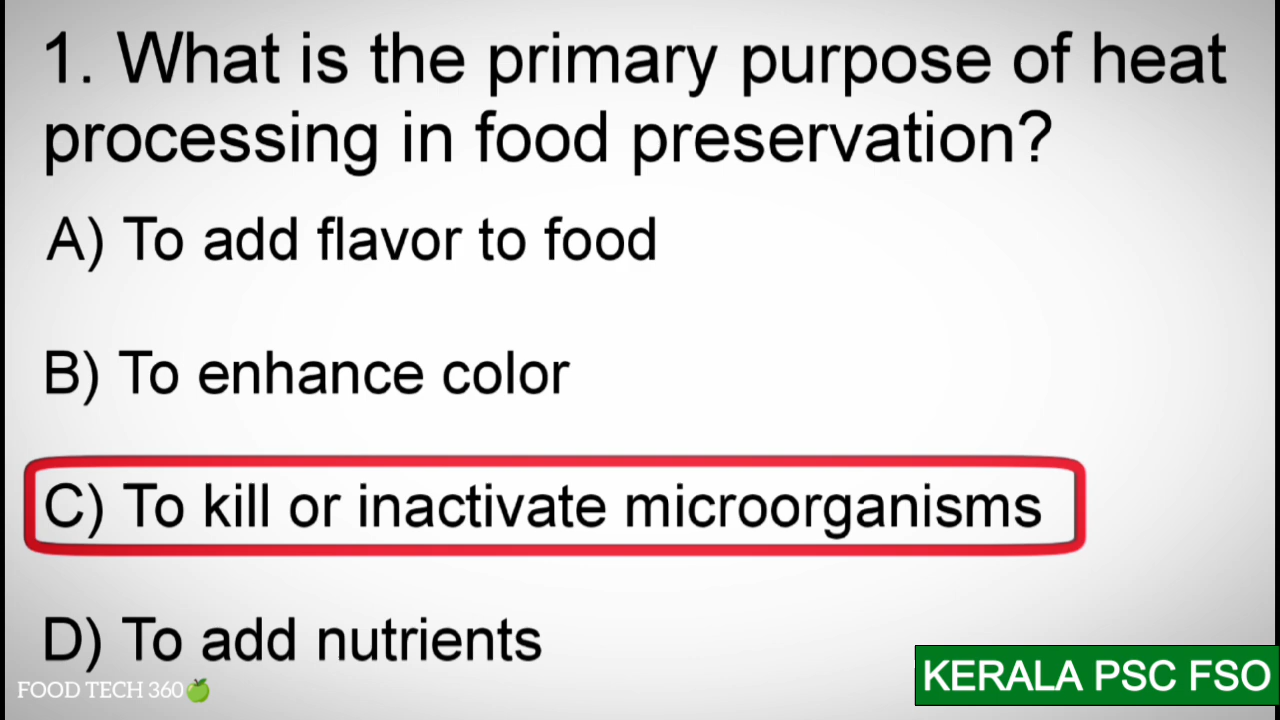 1. What is the primary purpose of heat
processing in food preservation?
A) To add flavor to food
B) To enhance color
C) To kill or inactivate microorganisms
D) To add nutrients
FOOD TECH 360
KERALA PSC FSO